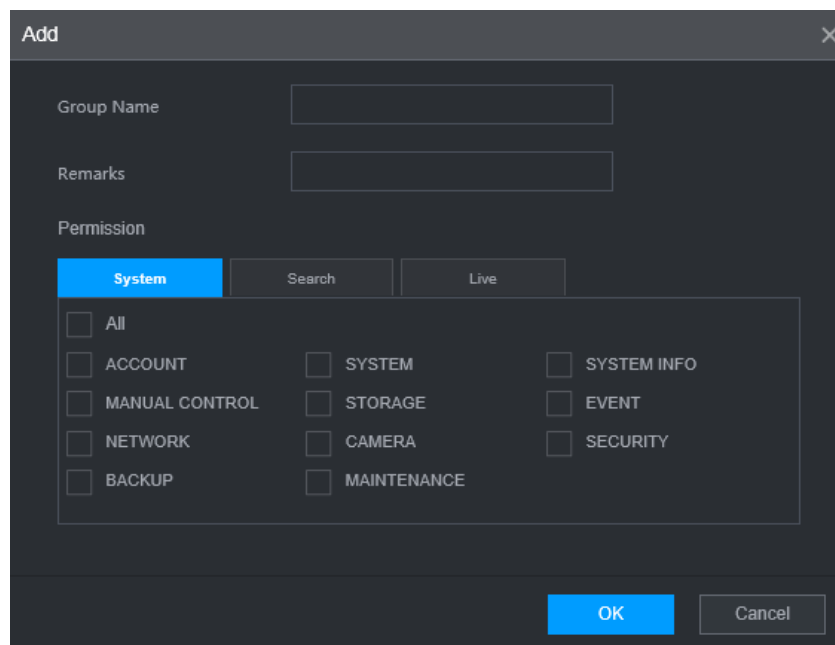 Add
Group Name
Remarks
Permission
System Search Live
All
ACCOUNT SYSTEM SYSTEM INFO
MANUAL CONTROL STORAGE EVENT
NETWORK CAMERA SECURITY
BACKUP MAINTENANCE
OK Cancel